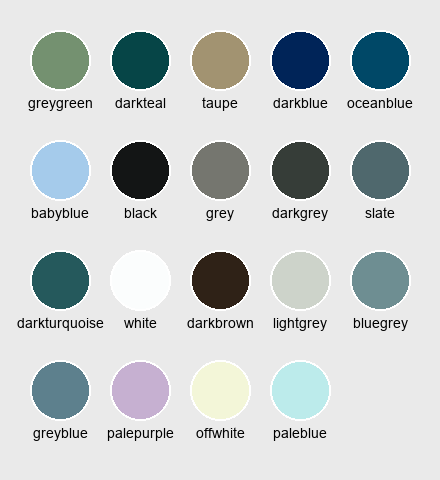 greygreen darkteal taupe darkblue oceanblue
babyblue black grey darkgrey slate
darkturquoise white darkbrown lightgrey bluegrey
greyblue palepurple offwhite paleblue